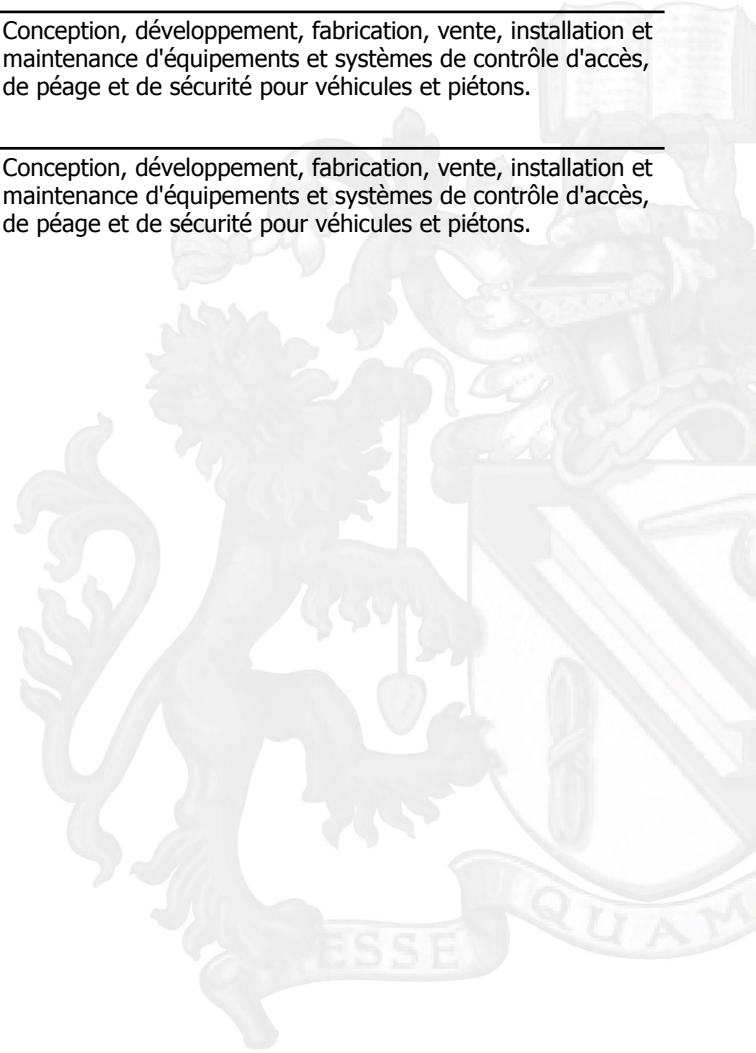 Conception, développement, fabrication, vente, installation et
maintenance d'équipements et systèmes de contrôle d'accès,
de péage et de sécurité pour véhicules et piétons.
Conception, développement, fabrication, vente, installation et
maintenance d'équipements et systèmes de contrôle d'accès,
de péage et de sécurité pour véhicules et piétons.
ESSE QUAM